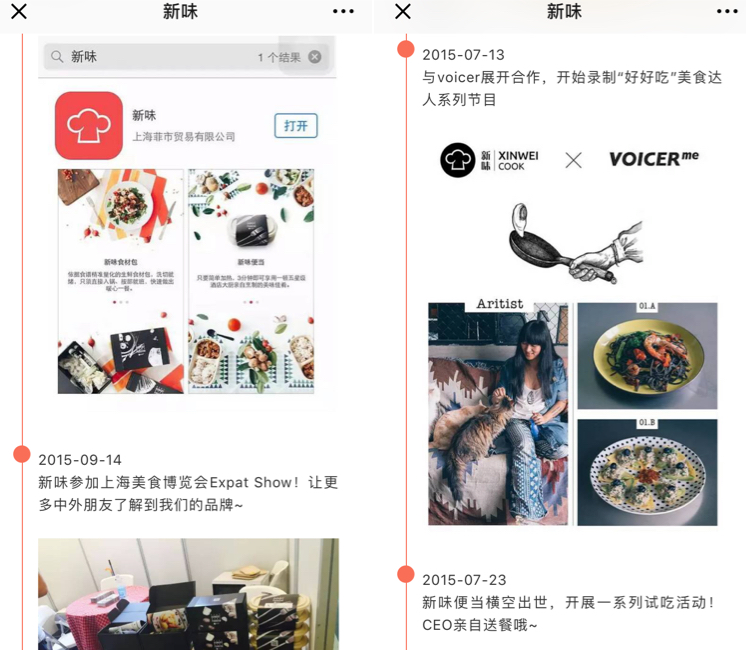 新味
新味
1 个结果
新味
上海菲市贸易有限公司
打开
新味食材包
新味便当
2015-09-14
新味参加上海美食博览会Expat Show！让更
多中外朋友了解到我们的品牌~
新味
2015-07-13
与voicer展开合作，开始录制“好好吃”美食达
人系列节目
新味
XINWEI
COOK
VOICERme
Aritist
01.A
01.B
2015-07-23
新味便当横空出世，开展一系列试吃活动！
CEO亲自送餐哦~